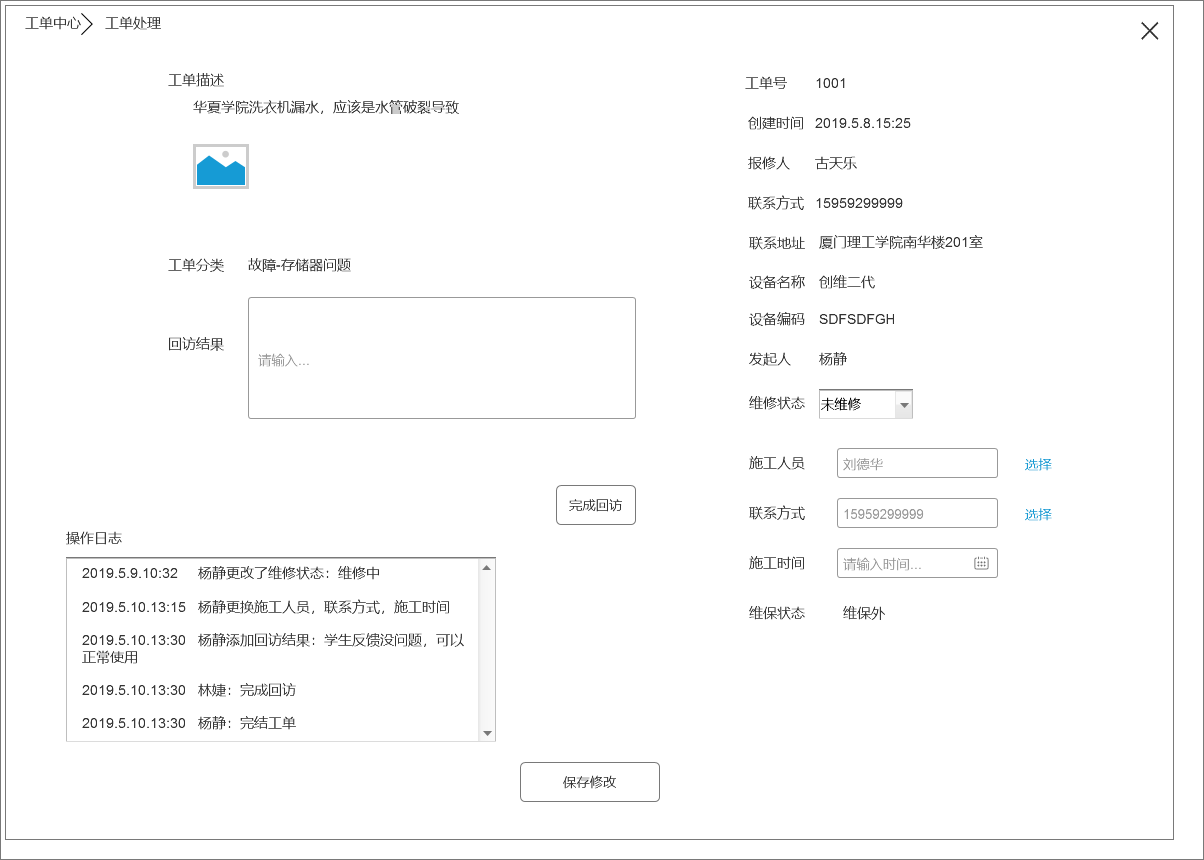 工单中心 工单处理
工单描述
华夏学院洗衣机漏水，应该是水管破裂导致
工单分类 故障-存储器问题
回访结果
请输入...
完成回访
操作日志
2019.5.9.10:32 杨静更改了维修状态：维修中
2019.5.10.13:15 杨静更换施工人员，联系方式，施工时间
2019.5.10.13:30 杨静添加回访结果：学生反馈没问题，可以
正常使用
2019.5.10.13:30 林婕：完成回访
2019.5.10.13:30 杨静：完结工单
工单号 1001
创建时间 2019.5.8.15:25
报修人 古天乐
联系方式 15959299999
联系地址 厦门理工学院南华楼201室
设备名称 创维二代
设备编码 SDFSDFGH
发起人 杨静
维修状态 未维修
施工人员 刘德华 选择
联系方式 15959299999 选择
施工时间 请输入时间...
维保状态 维保外
保存修改